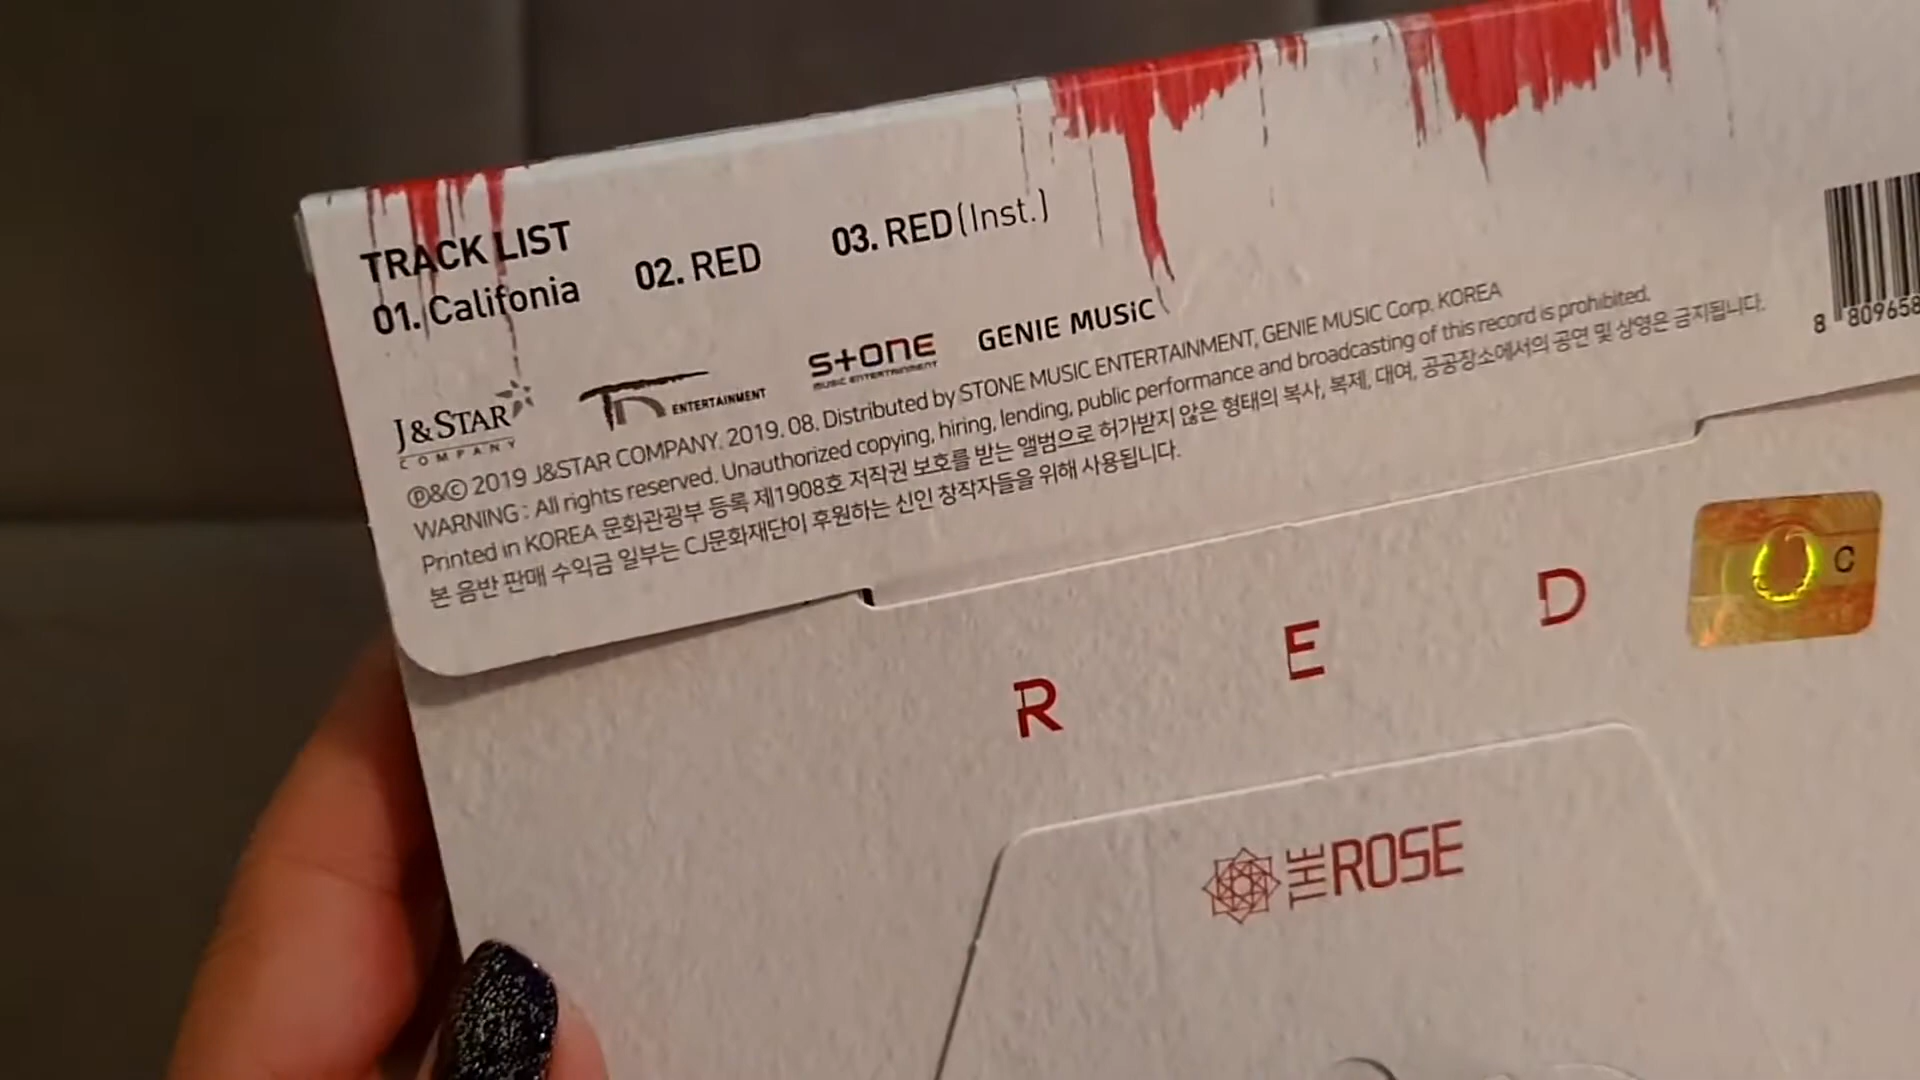 TRACK LIST
01. Califonia 02. RED 03. RED(Inst.)
J&STAR COMPANY
ENTERTAINMENT
STONE MUSIC ENTERTAINMENT
GENIE MUSiC
Ⓟ&Ⓒ 2019 J&STAR COMPANY. 2019. 08. Distributed by STONE MUSIC ENTERTAINMENT, GENIE MUSIC Corp. KOREA
WARNING : All rights reserved. Unauthorized copying, hiring, lending, public performance and broadcasting of this record is prohibited.
Printed in KOREA 문화관광부 등록 제1908호 저작권 보호를 받는 앨범으로 허가받지 않은 형태의 복사, 복제, 대여, 공공장소에서의 공연 및 상영은 금지됩니다.
본 음반 판매 수익금 일부는 CJ문화재단이 후원하는 신인 창작자들을 위해 사용됩니다.
8 809658
C
RED
THE ROSE